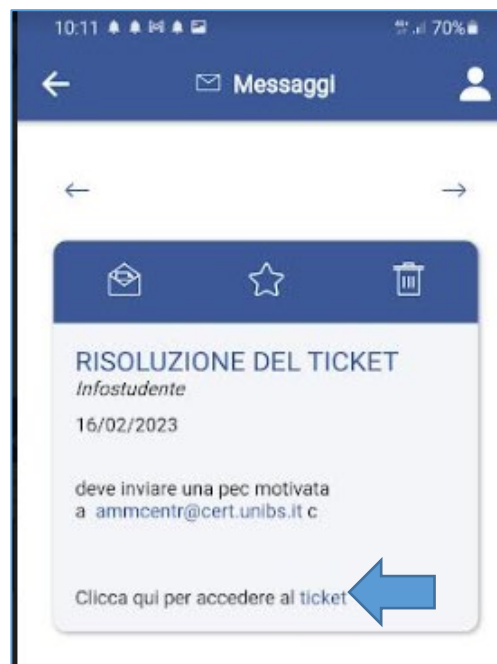 10:11 70%
Messaggi
RISOLUZIONE DEL TICKET
Infostudente
16/02/2023
deve inviare una pec motivata
a ammcentr@cert.unibs.it c
Clicca qui per accedere al ticket